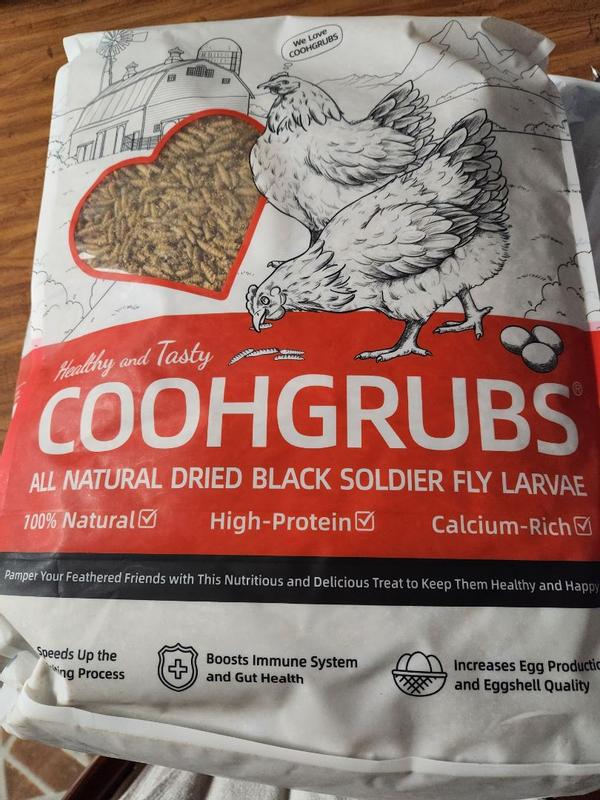 We Love
COOHGRUBS
Healthy and Tasty
COOHGRUBS®
ALL NATURAL DRIED BLACK SOLDIER FLY LARVAE
100% Natural High-Protein Calcium-Rich
Pamper Your Feathered Friends with This Nutritious and Delicious Treat to Keep Them Healthy and Happy
Speeds Up the
Process
Boosts Immune System
and Gut Health
Increases Egg
and Eggshell Quality